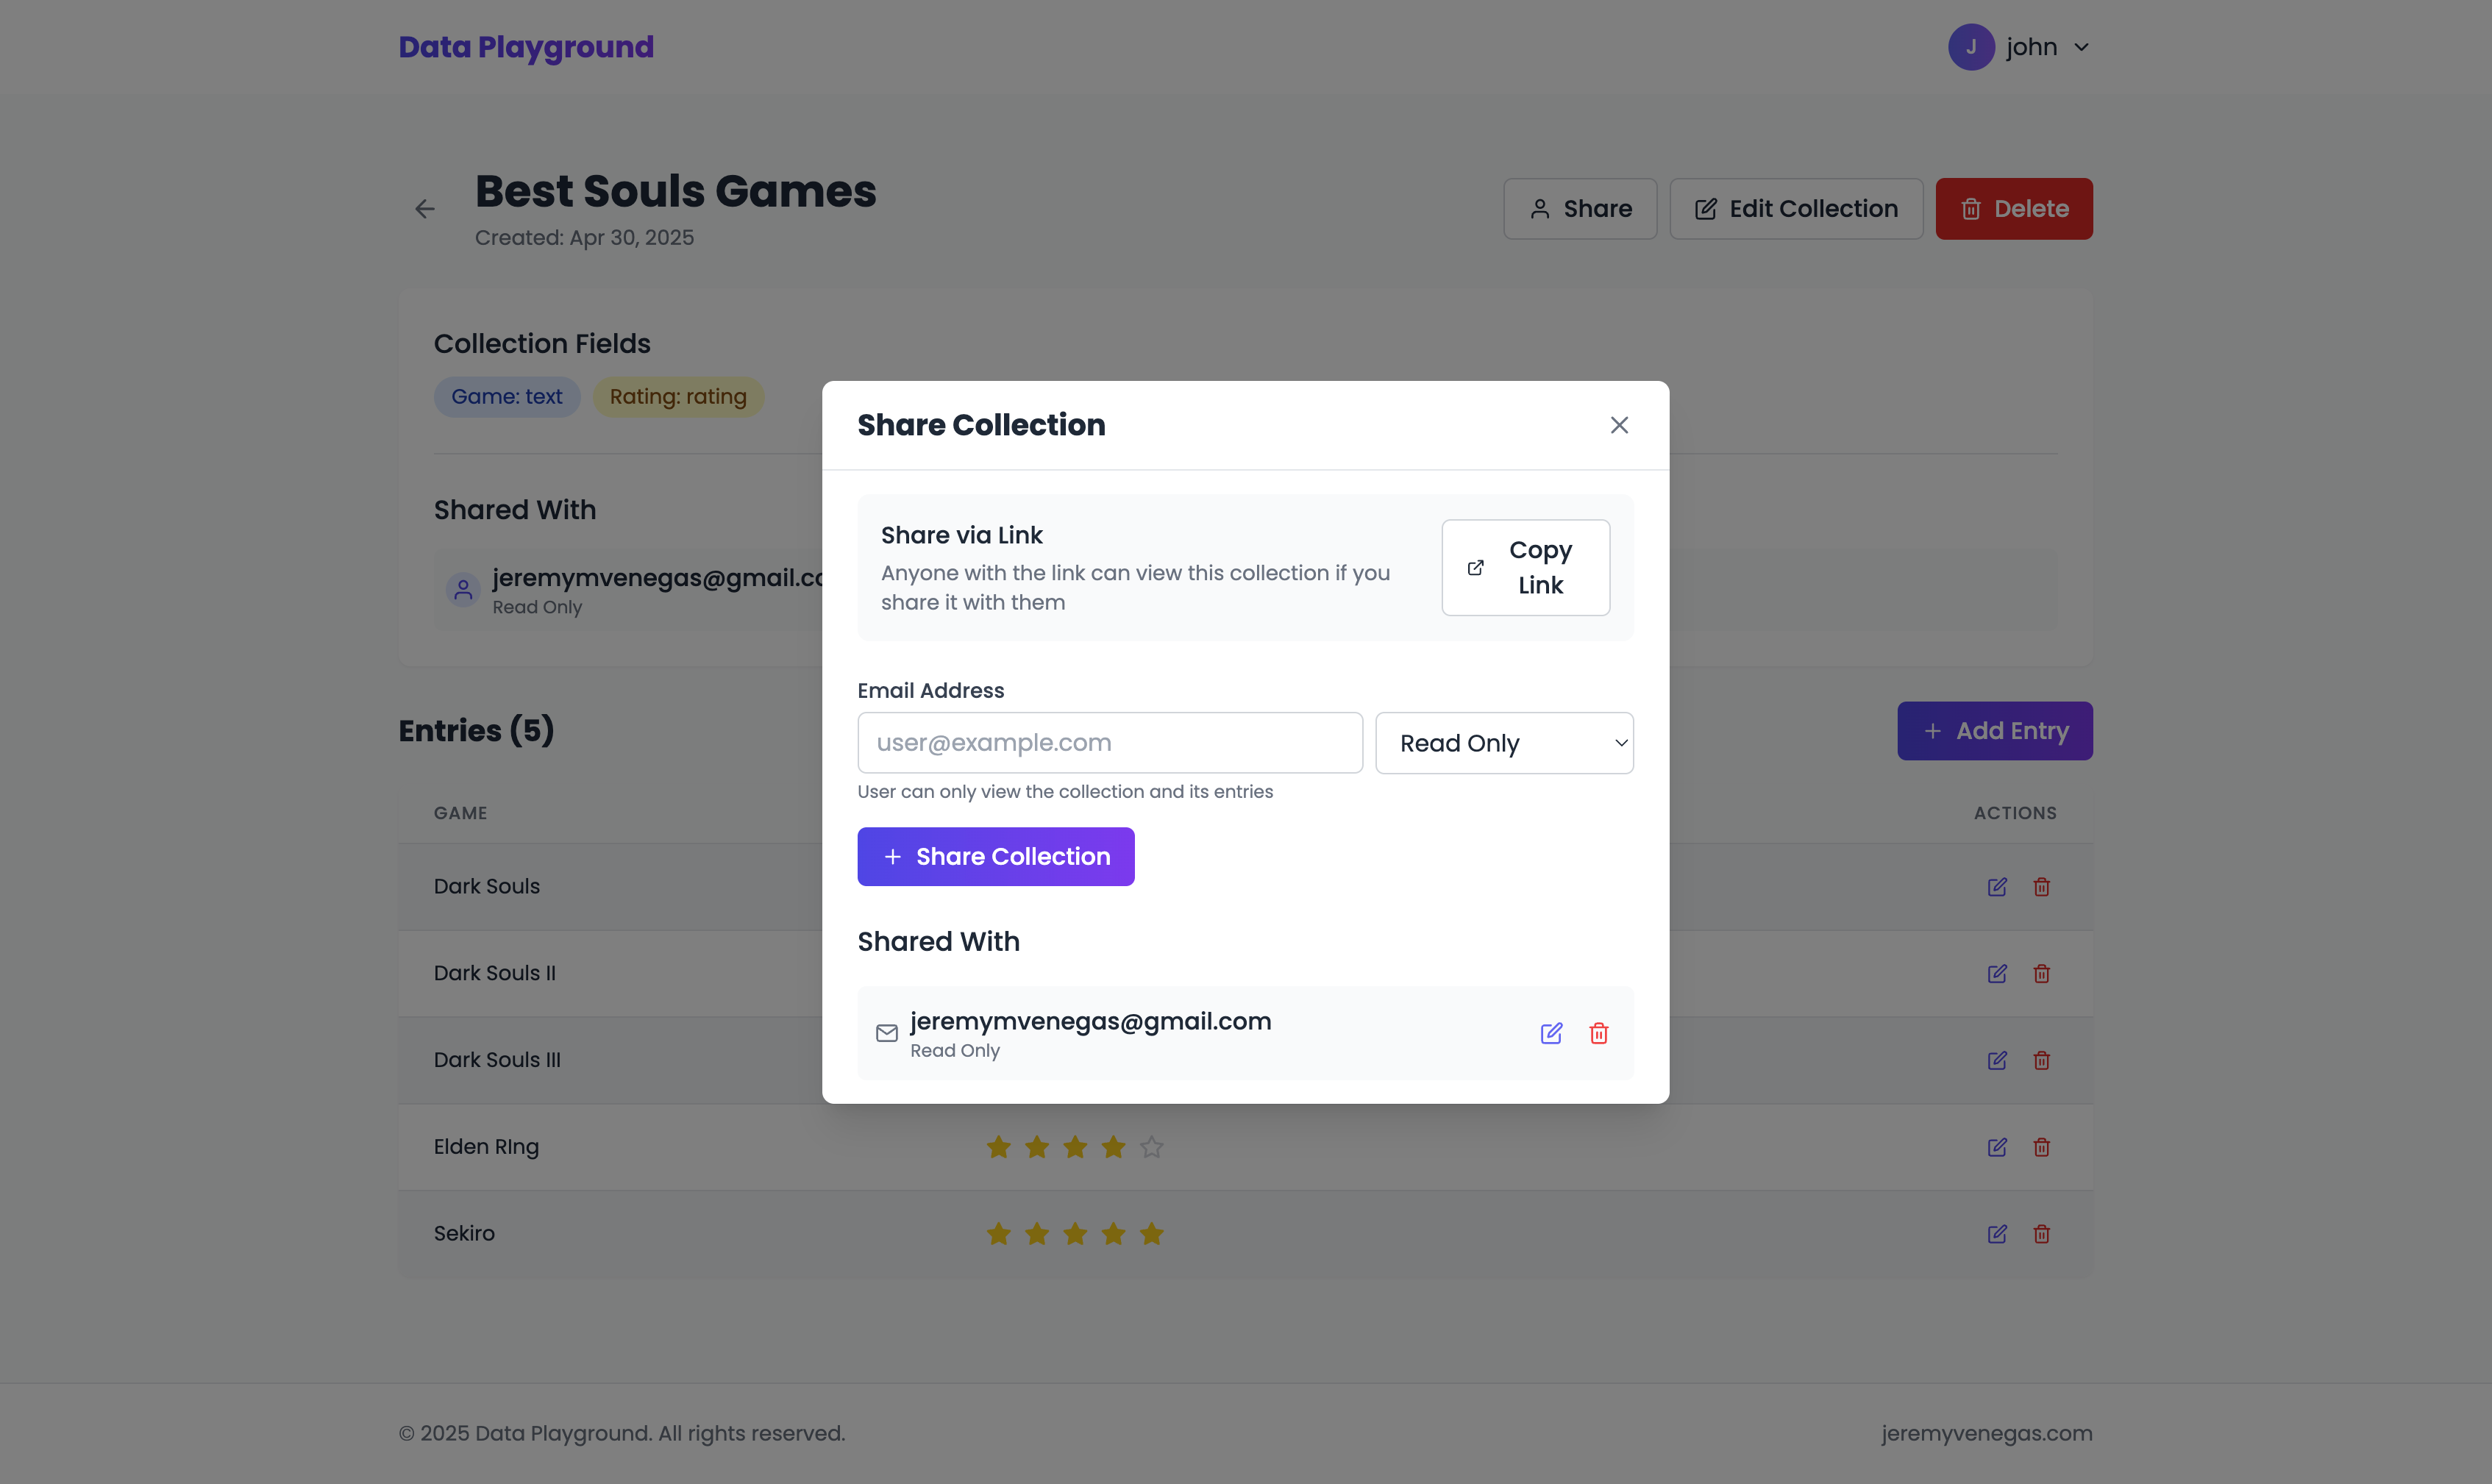 Data Playground
J john
Best Souls Games
Created: Apr 30, 2025
Share
Edit Collection
Delete
Collection Fields
Game: text
Rating: rating
Shared With
jeremymvenegas@gmail.co
Read Only
Entries (5)
Add Entry
GAME
ACTIONS
Dark Souls
Dark Souls II
Dark Souls III
Elden RIng
Sekiro
Share Collection
Share via Link
Anyone with the link can view this collection if you
share it with them
Copy
Link
Email Address
user@example.com
Read Only
User can only view the collection and its entries
Share Collection
Shared With
jeremymvenegas@gmail.com
Read Only
© 2025 Data Playground. All rights reserved.
jeremyvenegas.com